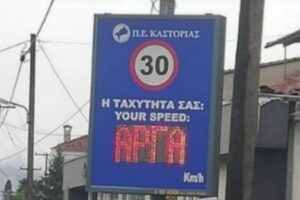 Π.Ε. ΚΑΣΤΟΡΙΑΣ
30
Η ΤΑΧΥΤΗΤΑ ΣΑΣ:
YOUR SPEED:
ΑΡΓΑ
Km/h